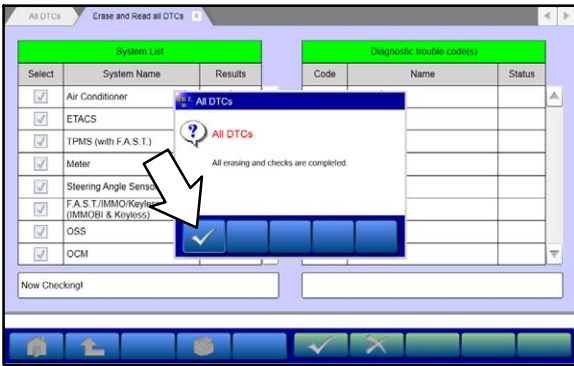 All DTCs
Erase and Read all DTCs
System List
Diagnostic trouble code(s)
Select
System Name
Results
Code
Name
Status
Air Conditioner
ETACS
TPMS (with F.A.S.T.)
Meter
Steering Angle Senso
F.A.S.T./IMMO/Keyless
(IMMOBI & Keyless)
OSS
OCM
All DTCs
All DTCs
All erasing and checks are completed.
Now Checking!